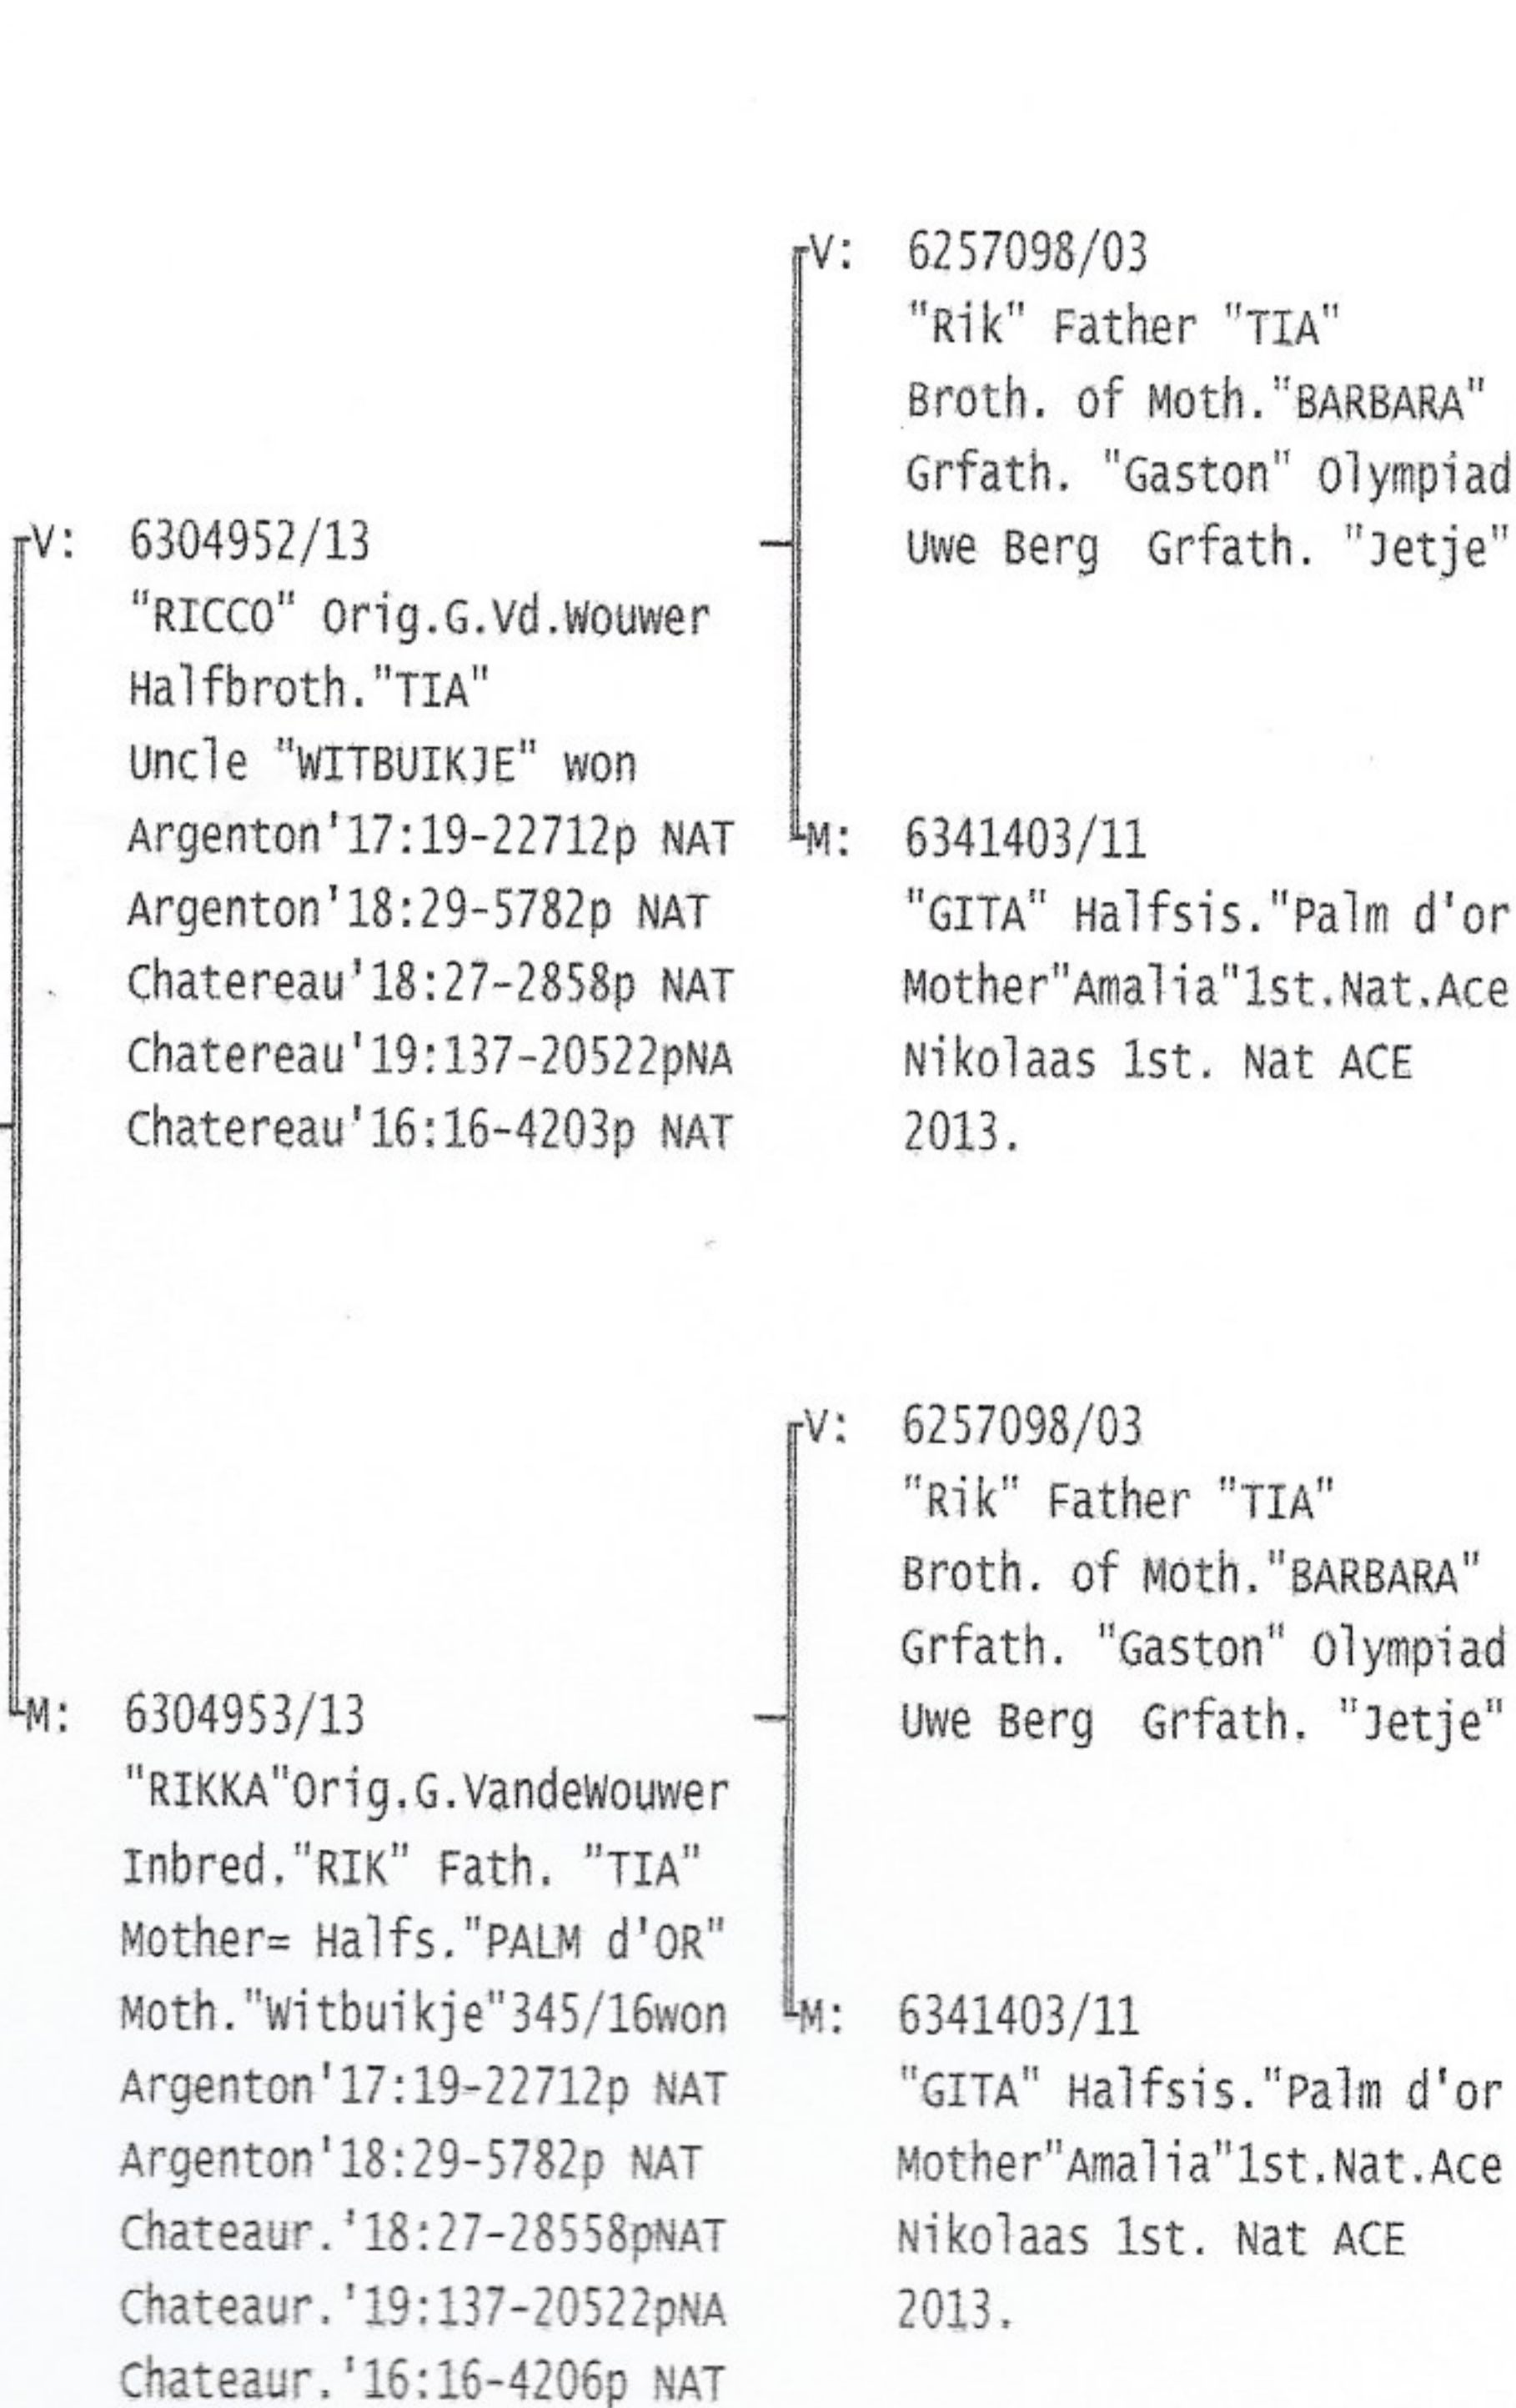 V: 6304952/13
"RICCO" Orig.G.Vd.Wouwer
Halfbroth."TIA"
Uncle "WITBUIKJE" won
Argenton'17:19-22712p NAT
Argenton'18:29-5782p NAT
Chatereau'18:27-2858p NAT
Chatereau'19:137-20522pNA
Chatereau'16:16-4203p NAT
V: 6257098/03
"Rik" Father "TIA"
Broth. of Moth."BARBARA"
Grfath. "Gaston" Olympiad
Uwe Berg Grfath. "Jetje"
M: 6341403/11
"GITA" Halfsis."Palm d'or
Mother"Amalia"1st.Nat.Ace
Nikolaas 1st. Nat ACE
2013.
M: 6304953/13
"RIKKA"Orig.G.VandeWouwer
Inbred."RIK" Fath. "TIA"
Mother= Halfs."PALM d'OR"
Moth."Witbuikje"345/16won
Argenton'17:19-22712p NAT
Argenton'18:29-5782p NAT
Chateaur.'18:27-28558pNAT
Chateaur.'19:137-20522pNA
Chateaur.'16:16-4206p NAT
V: 6257098/03
"Rik" Father "TIA"
Broth. of Moth."BARBARA"
Grfath. "Gaston" Olympiad
Uwe Berg Grfath. "Jetje"
M: 6341403/11
"GITA" Halfsis."Palm d'or
Mother"Amalia"1st.Nat.Ace
Nikolaas 1st. Nat ACE
2013.